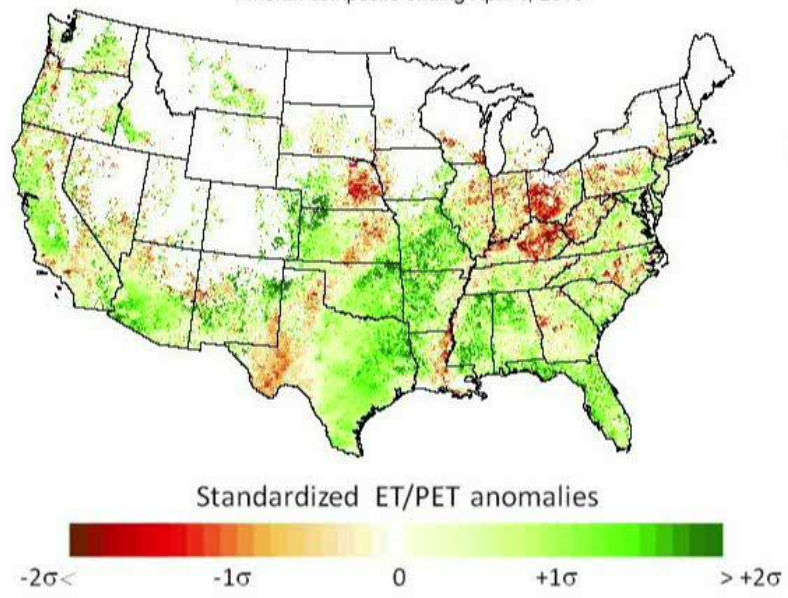 Standardized ET/PET anomalies
-2σ< -1σ 0 +1σ > +2σ